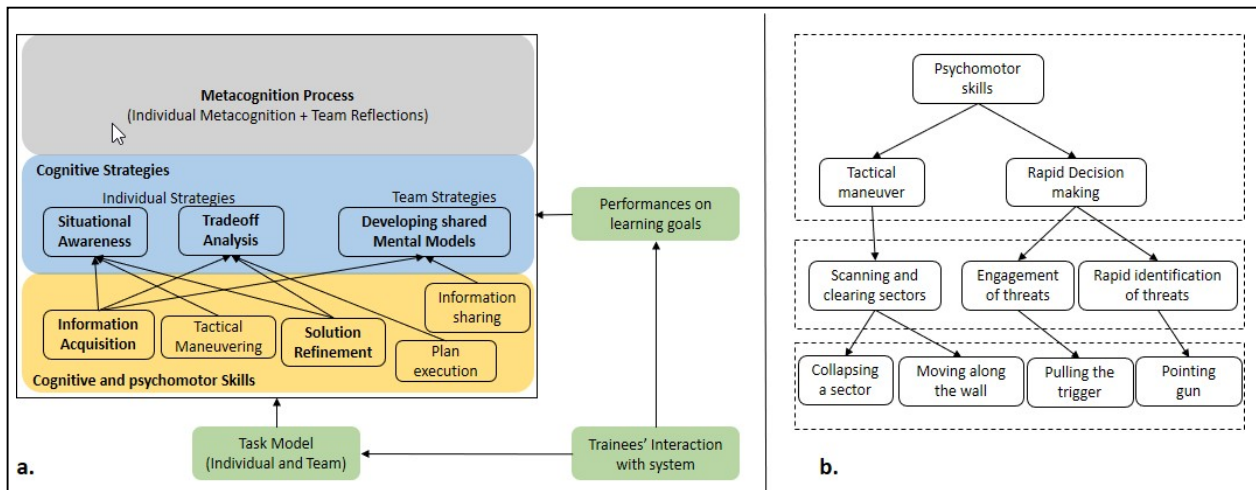 Metacognition Process
(Individual Metacognition + Team Reflections)
Cognitive Strategies
Individual Strategies
Team Strategies
Situational
Awareness
Tradeoff
Analysis
Developing shared
Mental Models
Information
Acquisition
Tactical
Maneuvering
Solution
Refinement
Plan
execution
Information
sharing
Cognitive and psychomotor Skills
Performances on
learning goals
Task Model
(Individual and Team)
Trainees' Interaction
with system
a.
Psychomotor
skills
Tactical
maneuver
Rapid Decision
making
Scanning and
clearing sectors
Engagement
of threats
Rapid identification
of threats
Collapsing
a sector
Moving along
the wall
Pulling the
trigger
Pointing
gun
b.